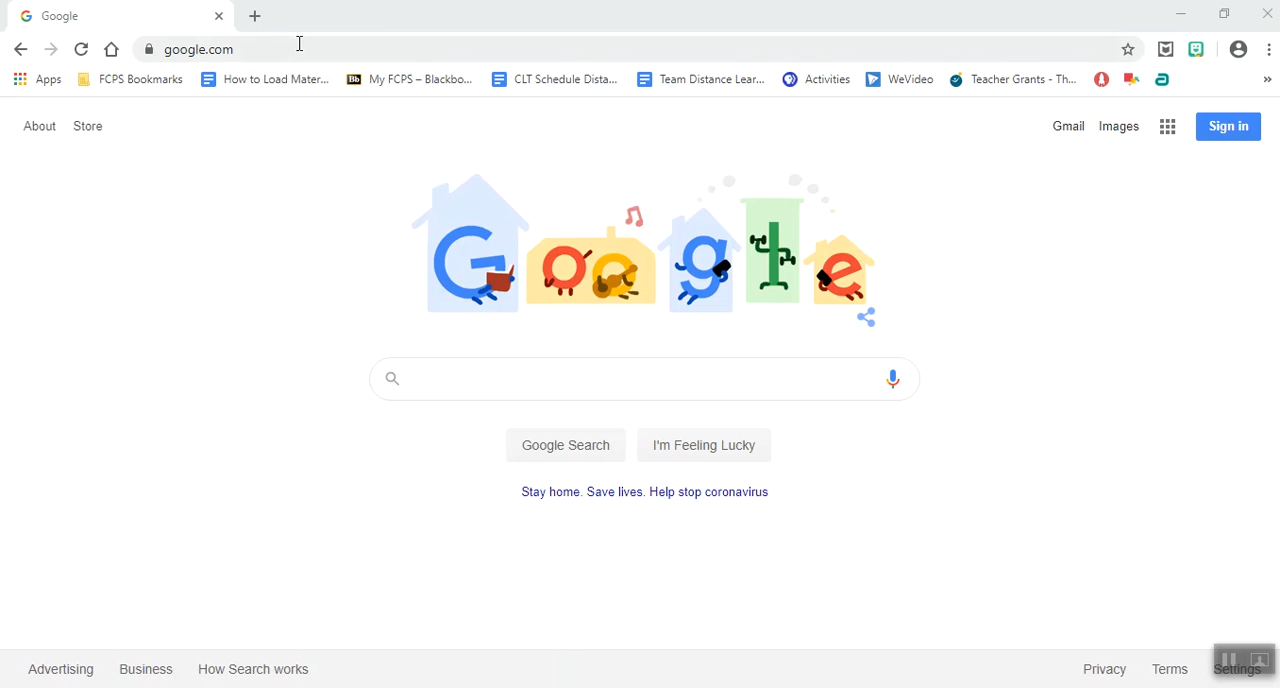 Google
google.com
Apps FCPS Bookmarks How to Load Mater... Bb My FCPS – Blackbo... CLT Schedule Dista... Team Distance Lear... Activities WeVideo Teacher Grants - Th... »
About Store Gmail Images Sign in
Google
Google Search I'm Feeling Lucky
Stay home. Save lives. Help stop coronavirus
Advertising Business How Search works Privacy Terms Settings